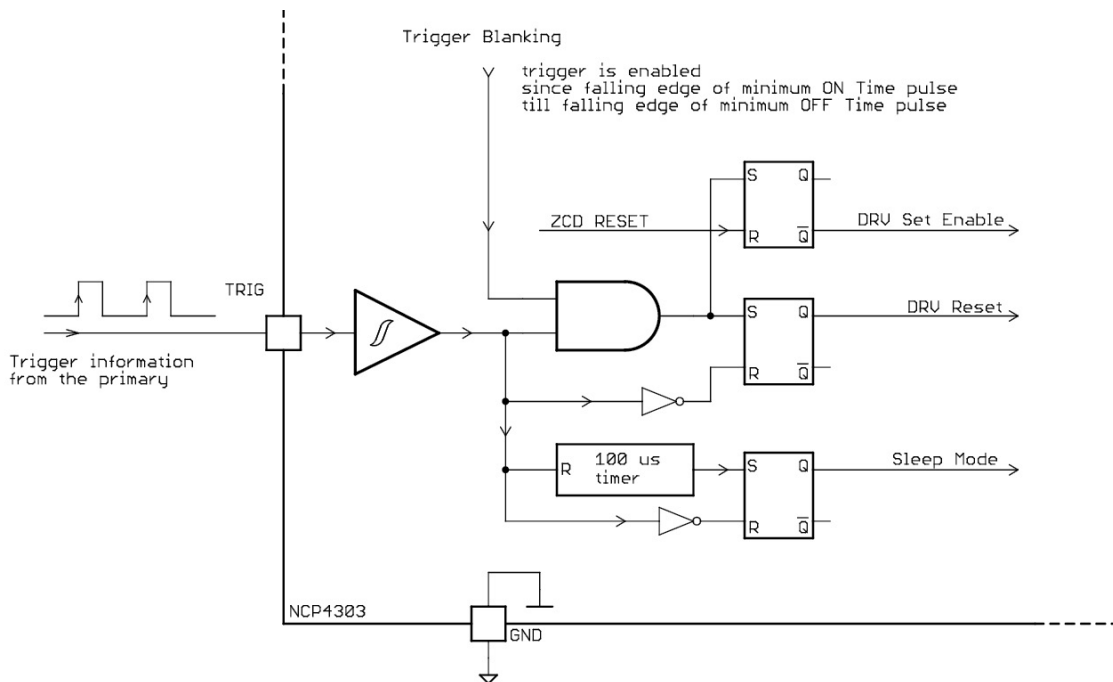 Trigger Blanking
trigger is enabled
since falling edge of minimum ON Time pulse
till falling edge of minimum OFF Time pulse
S Q
ZCD RESET
R Q̅
DRV Set Enable
TRIG
S Q
DRV Reset
Trigger information
from the primary
R Q̅
R
100 us
timer
S Q
Sleep Mode
R Q̅
NCP4303
GND